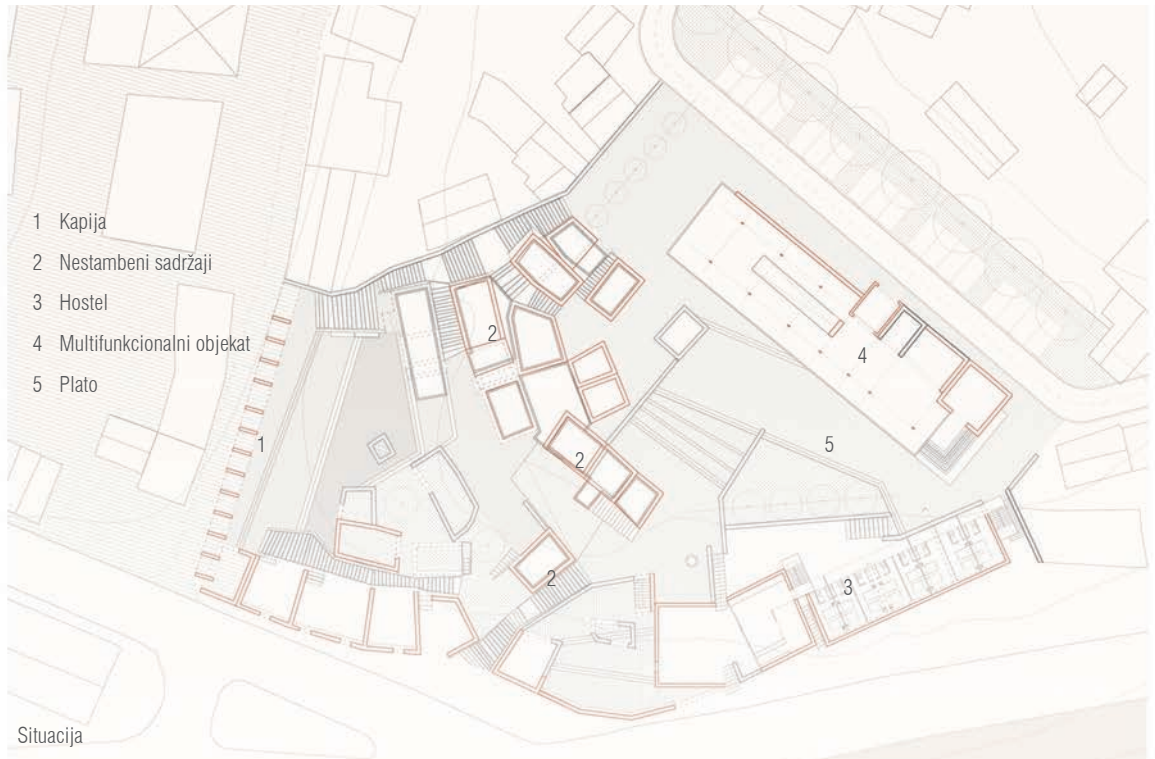 1 Kapija
2 Nestambeni sadržaji
3 Hostel
4 Multifunkcionalni objekat
5 Plato
2
4
1
5
2
2
3
Situacija